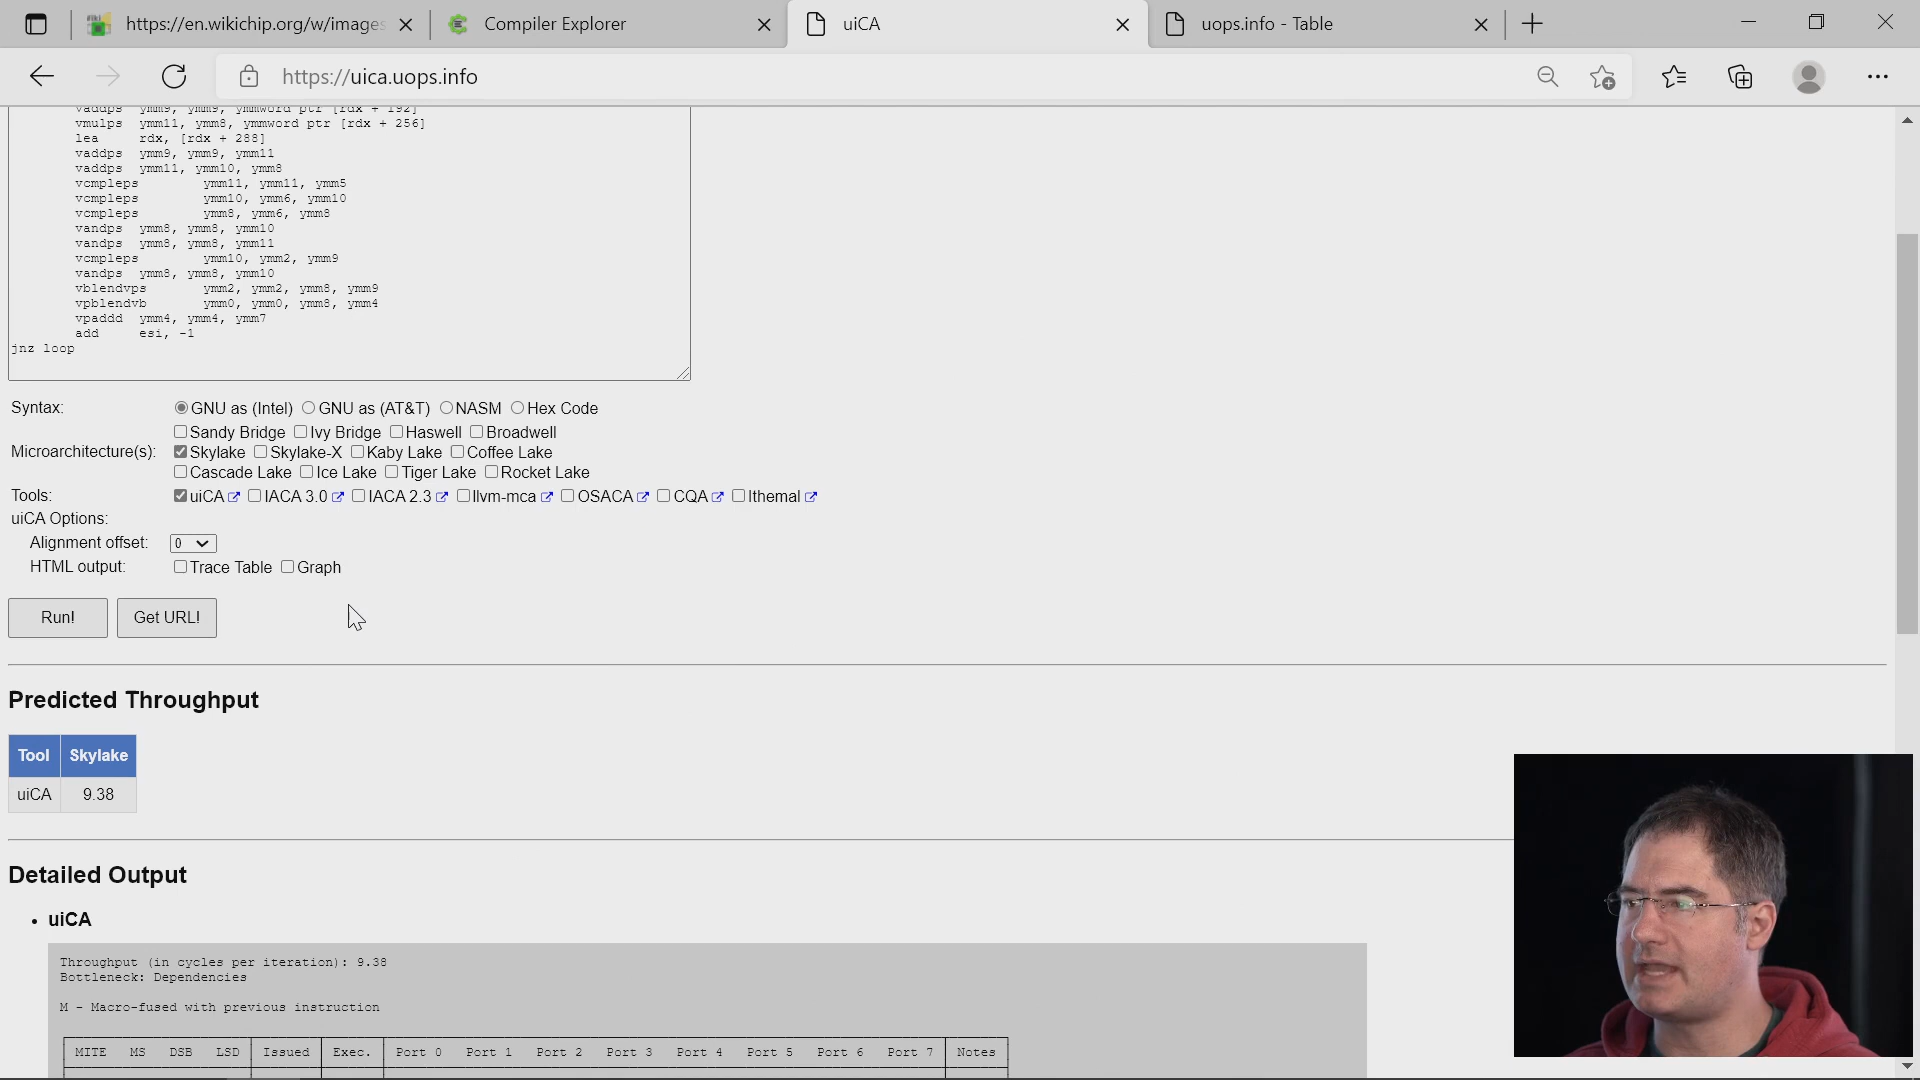 https://en.wikichip.org/w/images
Compiler Explorer
uiCA
uops.info - Table
https://uica.uops.info
vaddps ymm9, ymm9, ymmword ptr [rdx + 192]
vmulps ymm11, ymm8, ymmword ptr [rdx + 256]
lea rdx, [rdx + 288]
vaddps ymm9, ymm9, ymm11
vaddps ymm11, ymm10, ymm8
vcmpleps ymm11, ymm11, ymm5
vcmpleps ymm10, ymm6, ymm10
vcmpleps ymm8, ymm6, ymm8
vandps ymm8, ymm8, ymm10
vandps ymm8, ymm8, ymm11
vcmpleps ymm10, ymm2, ymm9
vandps ymm8, ymm8, ymm10
vblendvps ymm2, ymm2, ymm8, ymm9
vpblendvb ymm0, ymm0, ymm8, ymm4
vpaddd ymm4, ymm4, ymm7
add esi, -1
jnz loop
Syntax: GNU as (Intel) GNU as (AT&T) NASM Hex Code
Sandy Bridge Ivy Bridge Haswell Broadwell
Microarchitecture(s): Skylake Skylake-X Kaby Lake Coffee Lake
Cascade Lake Ice Lake Tiger Lake Rocket Lake
Tools: uiCA IACA 3.0 IACA 2.3 llvm-mca OSACA CQA Ithemal
uiCA Options:
Alignment offset: 0
HTML output: Trace Table Graph
Run! Get URL!
Predicted Throughput
Tool Skylake
uiCA 9.38
Detailed Output
• uiCA
Throughput (in cycles per iteration): 9.38
Bottleneck: Dependencies
M - Macro-fused with previous instruction
MITE MS DSB LSD Issued Exec. Port 0 Port 1 Port 2 Port 3 Port 4 Port 5 Port 6 Port 7 Notes